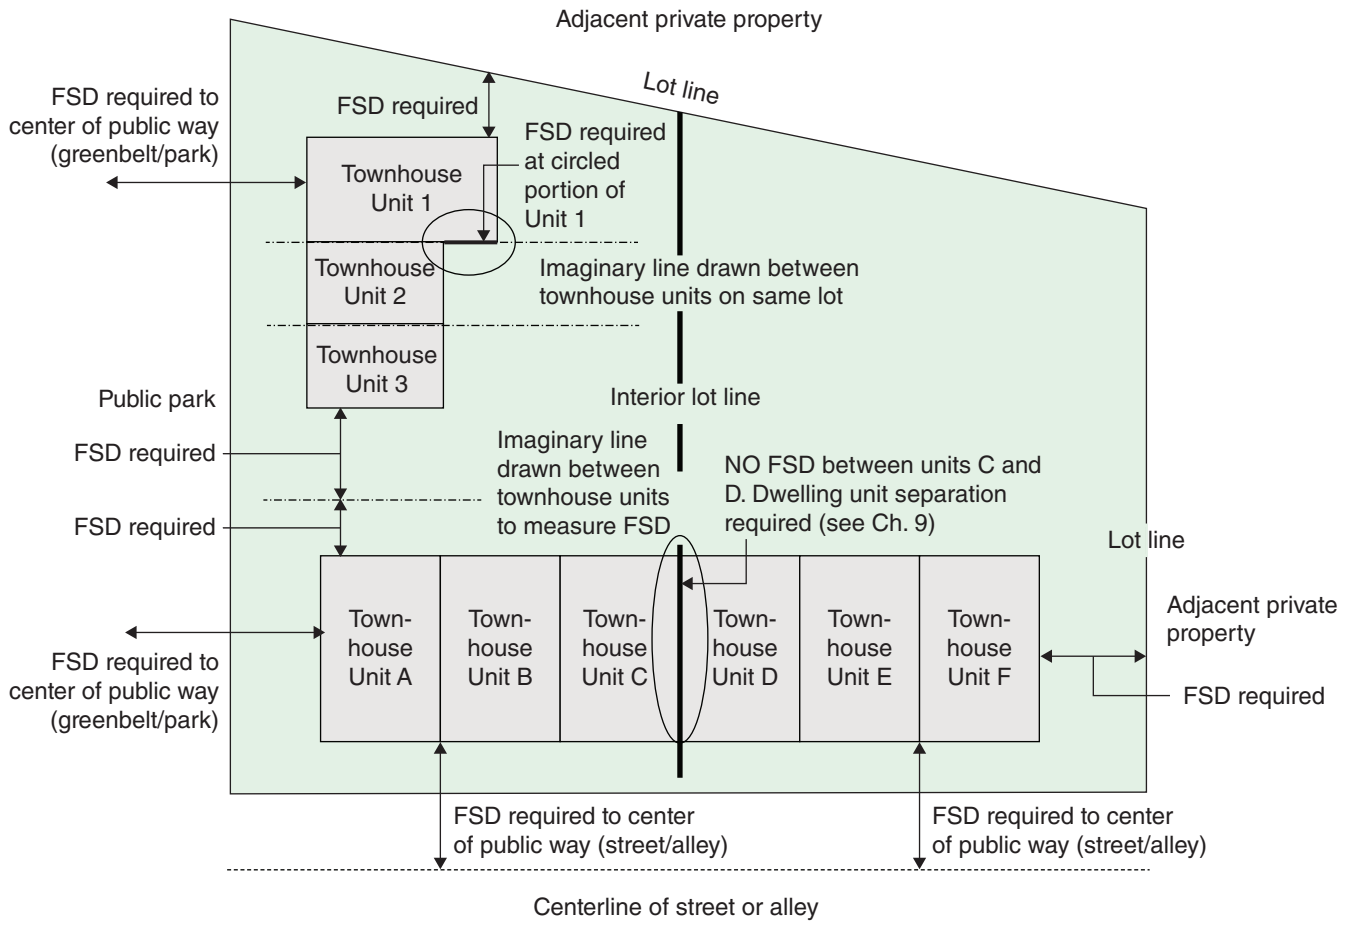 Adjacent private property
Lot line
FSD required to
center of public way
(greenbelt/park)
FSD required
FSD required
at circled
portion of
Unit 1
Townhouse
Unit 1
Townhouse
Unit 2
Imaginary line drawn between
townhouse units on same lot
Townhouse
Unit 3
Public park
Interior lot line
FSD required
FSD required
Imaginary line
drawn between
townhouse units
to measure FSD
NO FSD between units C and
D. Dwelling unit separation
required (see Ch. 9)
Lot line
Adjacent private
property
FSD required
FSD required to
center of public way
(greenbelt/park)
Town-
house
Unit A
Town-
house
Unit B
Town-
house
Unit C
Town-
house
Unit D
Town-
house
Unit E
Town-
house
Unit F
FSD required to center
of public way (street/alley)
FSD required to center
of public way (street/alley)
Centerline of street or alley